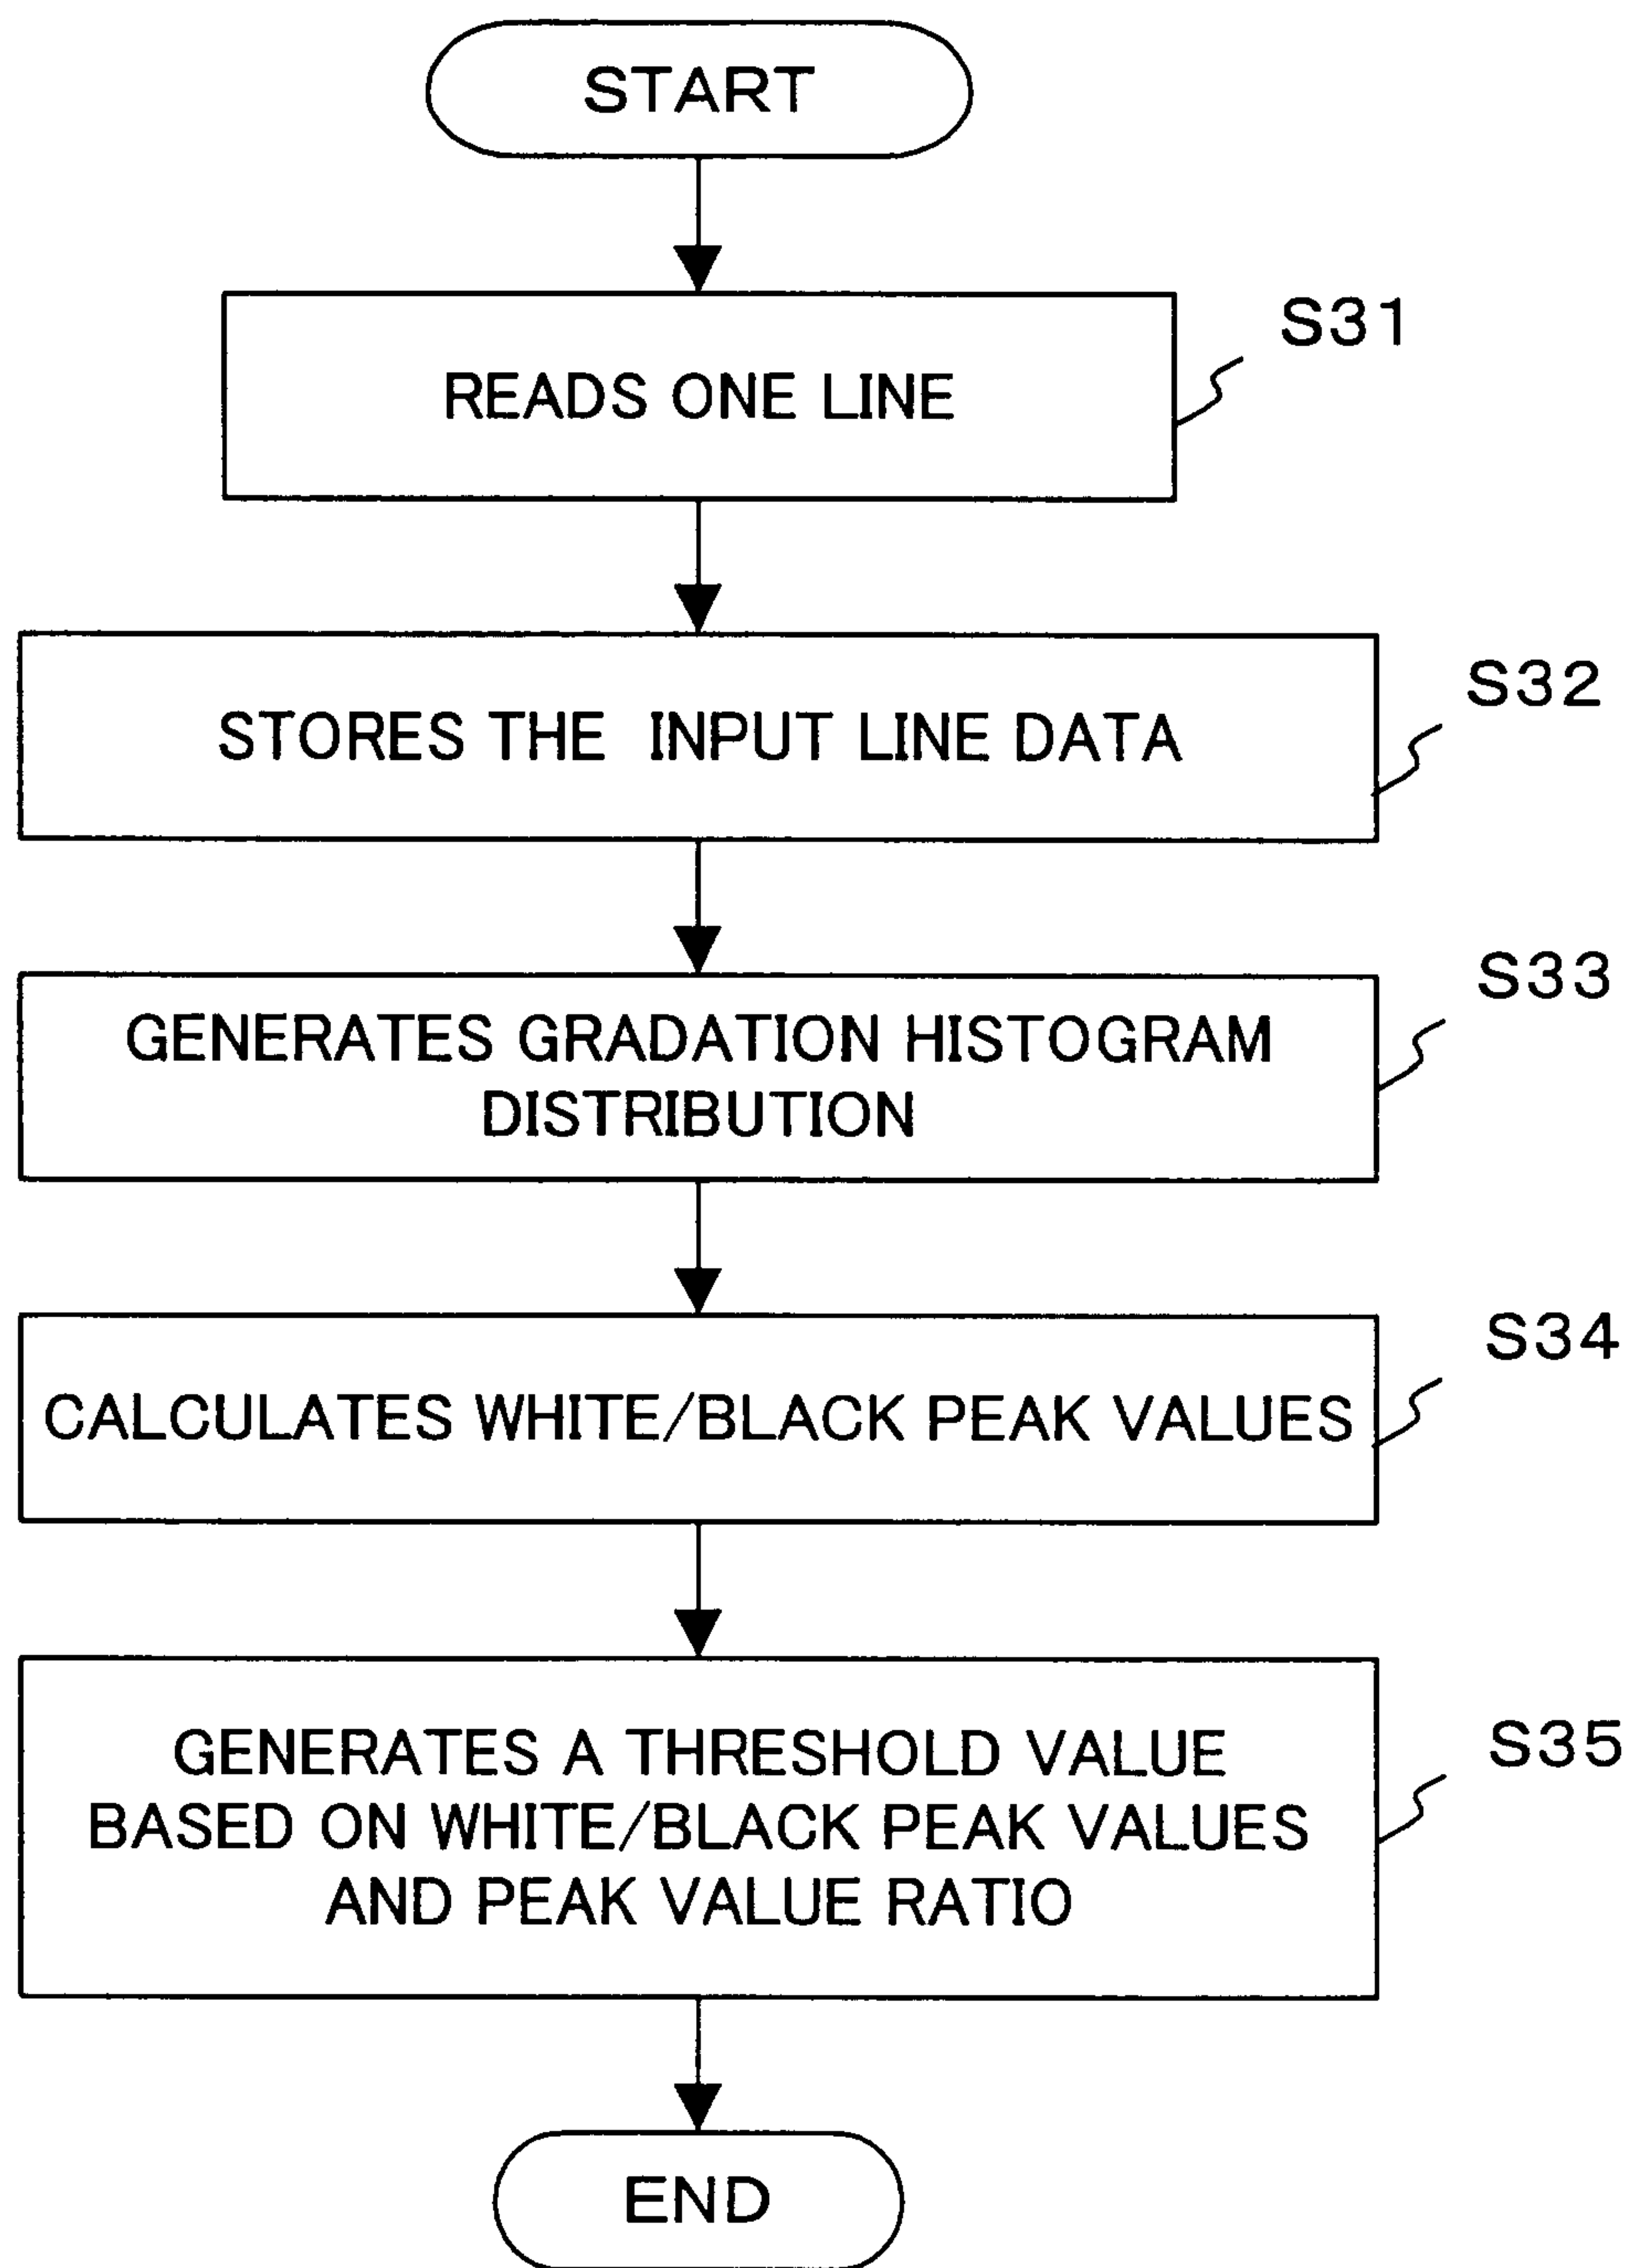 START
S31
READS ONE LINE
S32
STORES THE INPUT LINE DATA
S33
GENERATES GRADATION HISTOGRAM
DISTRIBUTION
S34
CALCULATES WHITE/BLACK PEAK VALUES
S35
GENERATES A THRESHOLD VALUE
BASED ON WHITE/BLACK PEAK VALUES
AND PEAK VALUE RATIO
END